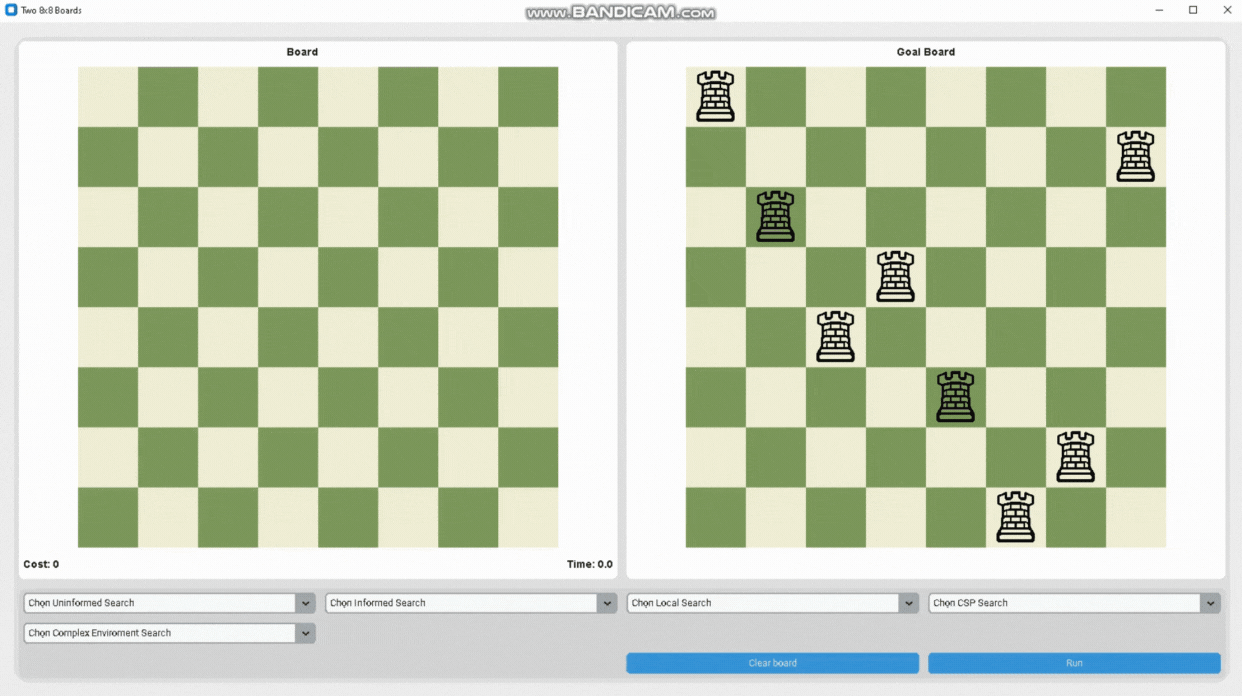 Two 8x8 Boards
www.BANDICAM.com
Board
Goal Board
Cost: 0
Time: 0.0
Chọn Uninformed Search
Chọn Informed Search
Chọn Local Search
Chọn CSP Search
Chọn Complex Enviroment Search
Clear board
Run